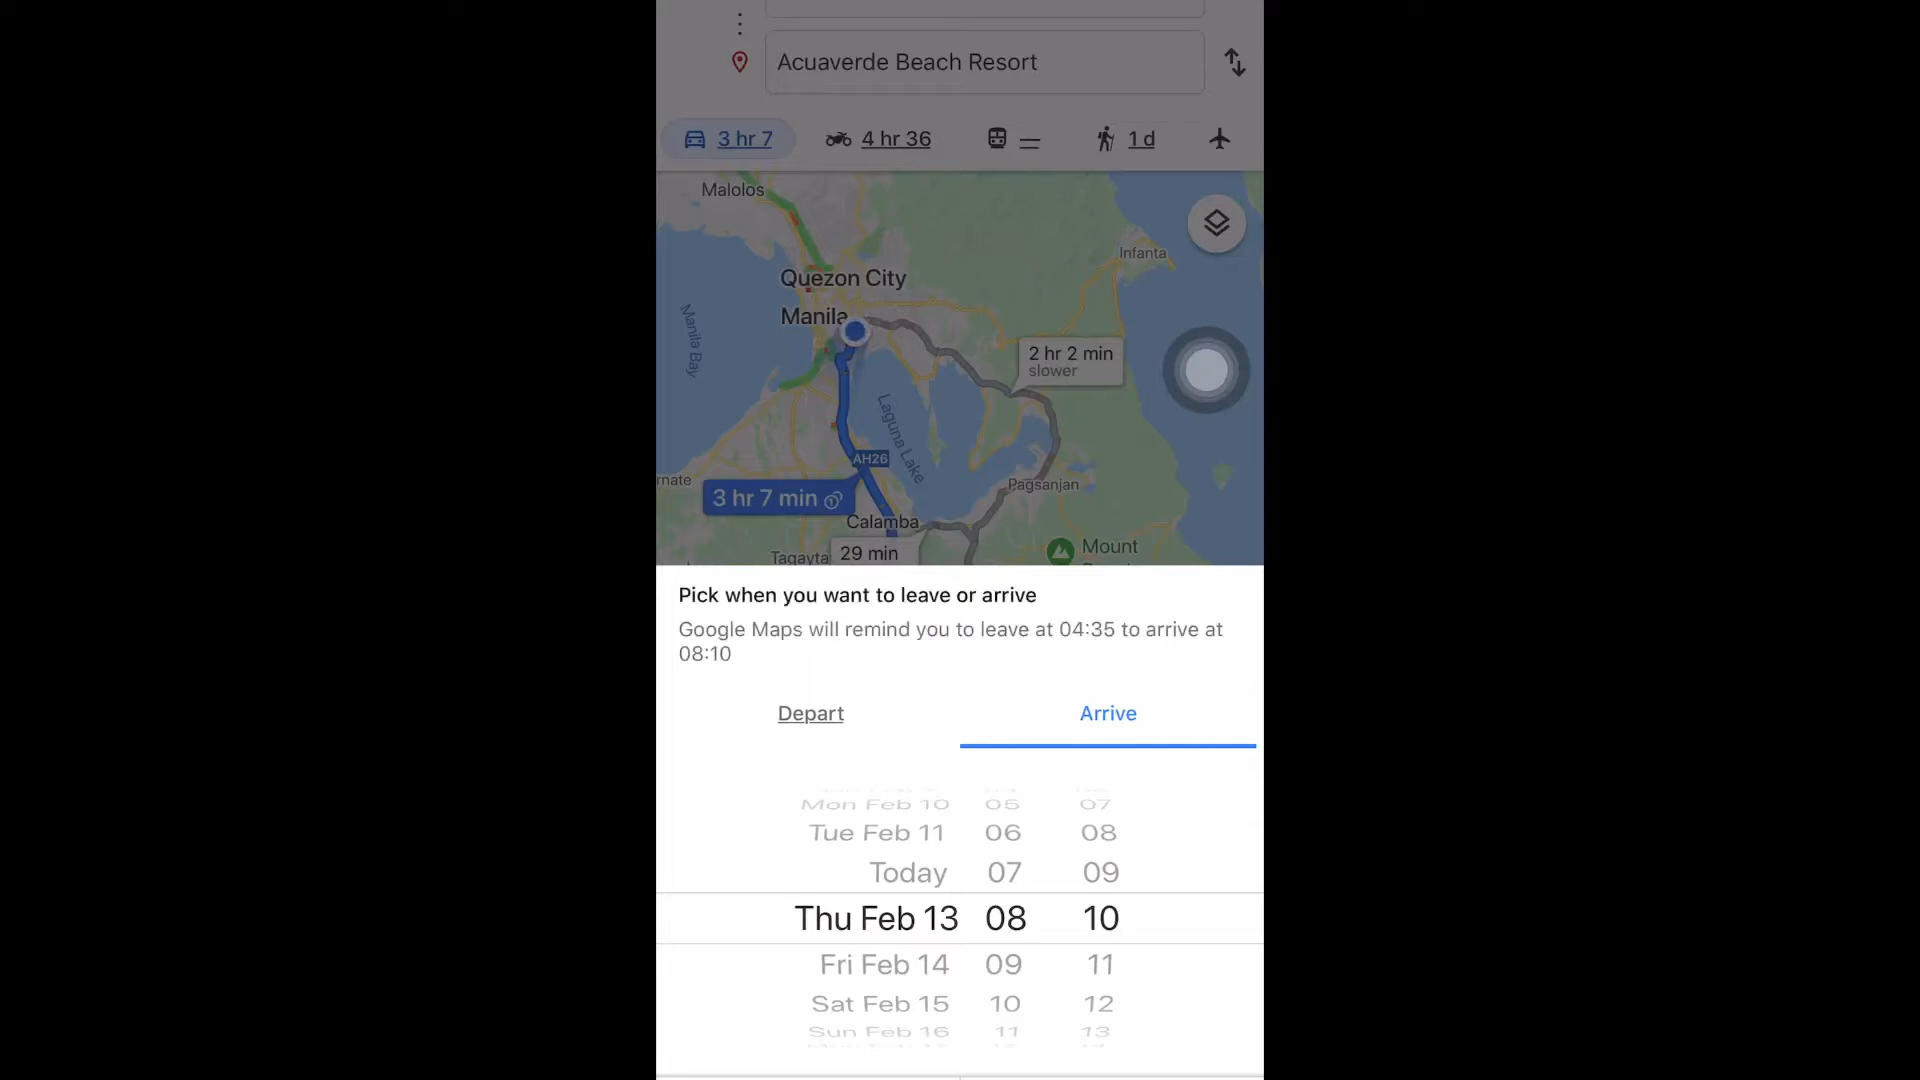 Acuaverde Beach Resort
3 hr 7
4 hr 36
1 d
Malolos
Infanta
Quezon City
Manila
Manila Bay
2 hr 2 min
slower
Laguna Lake
AH26
rnate
Pagsanjan
3 hr 7 min
Calamba
Tagayta
29 min
Mount
Pick when you want to leave or arrive
Google Maps will remind you to leave at 04:35 to arrive at
08:10
Depart
Arrive
Mon Feb 10 05 07
Tue Feb 11 06 08
Today 07 09
Thu Feb 13 08 10
Fri Feb 14 09 11
Sat Feb 15 10 12
Sun Feb 16 11 13